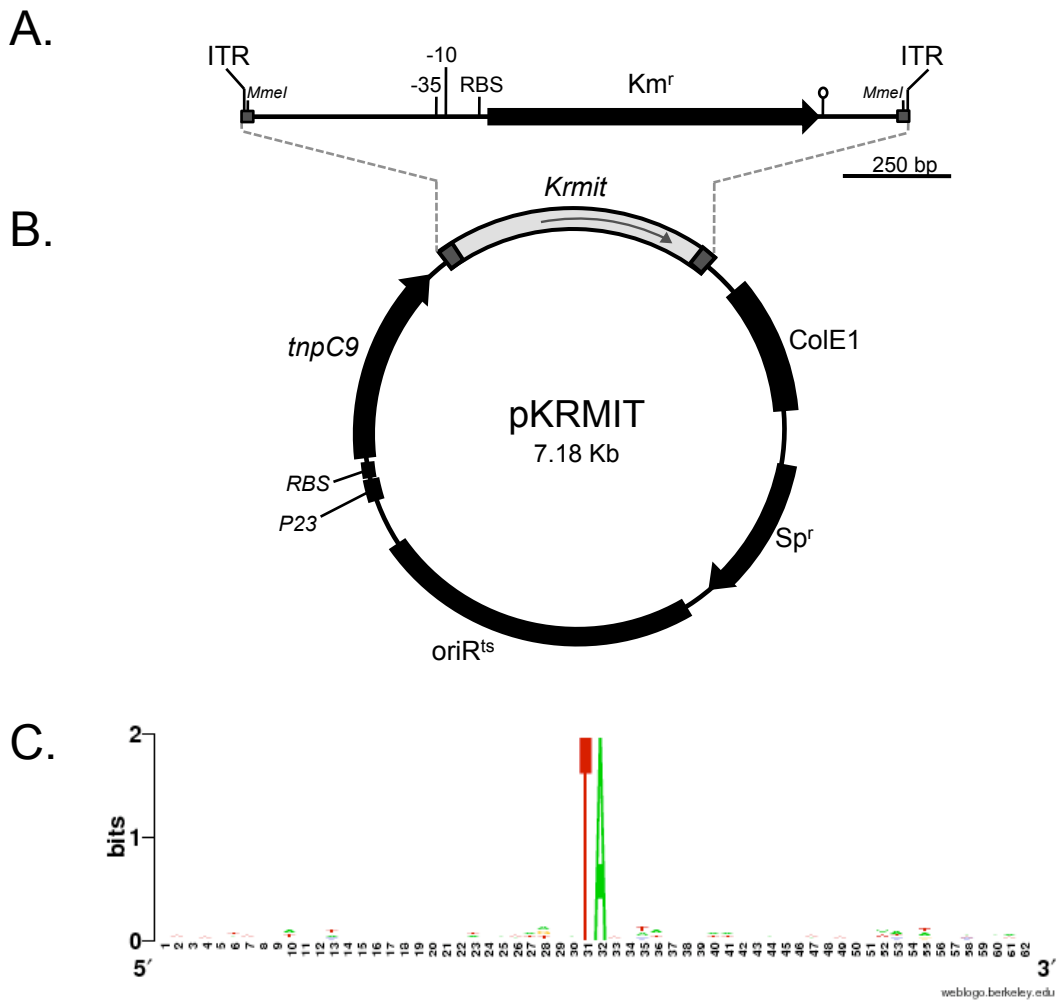 A.
ITR
ITR
-10
-35
RBS
Kmʳ
MmeI
MmeI
250 bp
B.
Krmit
tnpC9
ColE1
pKRMIT
7.18 Kb
RBS
P23
Spʳ
oriRᵗˢ
C.
bits
2
1
0
T A
1 2 3 4 5 6 7 8 9 10 11 12 13 14 15 16 17 18 19 20 21 22 23 24 25 26 27 28 29 30 31 32 33 34 35 36 37 38 39 40 41 42 43 44 45 46 47 48 49 50 51 52 53 54 55 56 57 58 59 60 61 62
5′
3′
weblogo.berkeley.edu